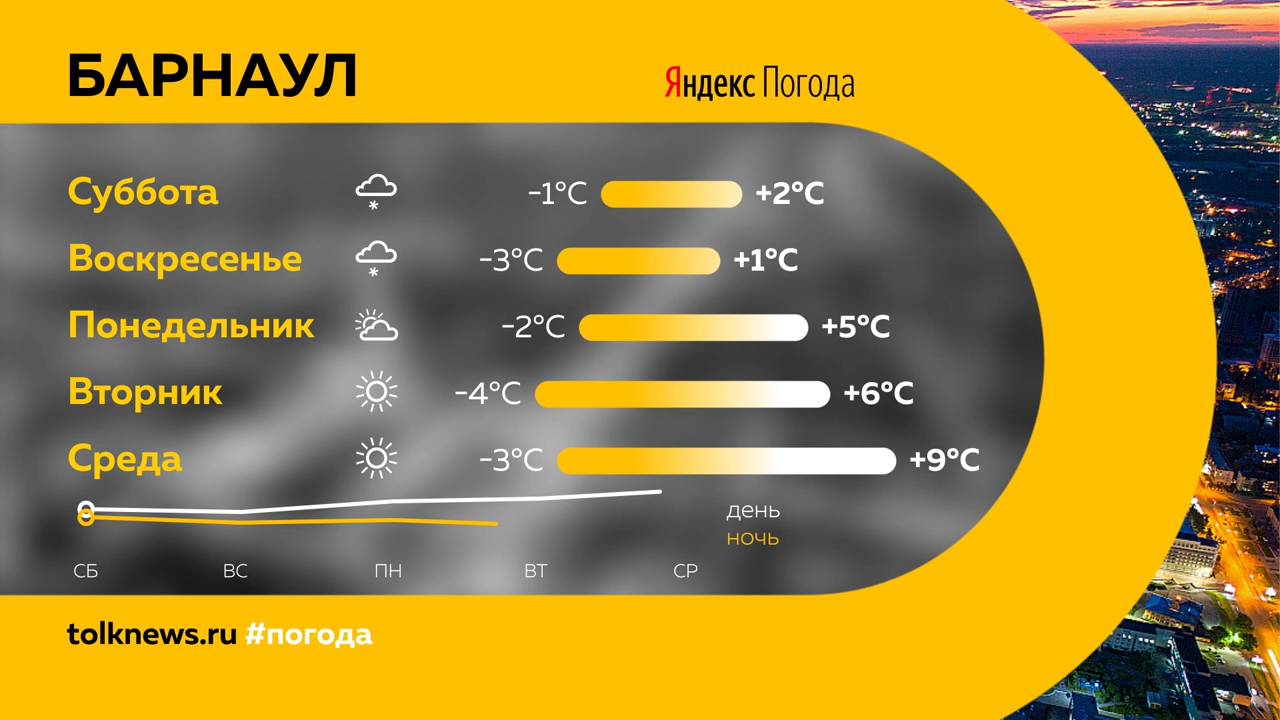 БАРНАУЛ
Яндекс Погода
Суббота -1°C +2°C
Воскресенье -3°C +1°C
Понедельник -2°C +5°C
Вторник -4°C +6°C
Среда -3°C +9°C
день
ночь
СБ ВС ПН ВТ СР
tolknews.ru #погода